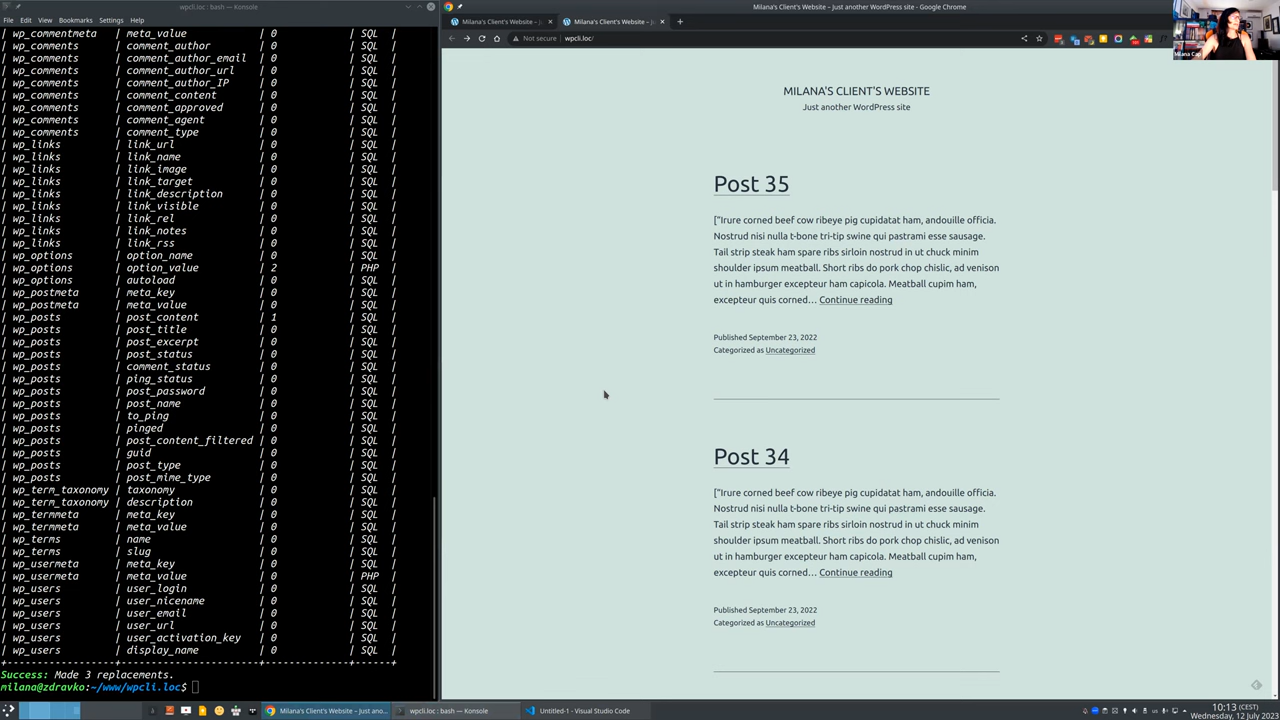 wpcli.loc : bash — Konsole
File Edit View Bookmarks Settings Help
| wp_commentmeta | meta_value | 0 | SQL |
| wp_comments | comment_author | 0 | SQL |
| wp_comments | comment_author_email | 0 | SQL |
| wp_comments | comment_author_url | 0 | SQL |
| wp_comments | comment_author_IP | 0 | SQL |
| wp_comments | comment_content | 0 | SQL |
| wp_comments | comment_approved | 0 | SQL |
| wp_comments | comment_agent | 0 | SQL |
| wp_comments | comment_type | 0 | SQL |
| wp_links | link_url | 0 | SQL |
| wp_links | link_name | 0 | SQL |
| wp_links | link_image | 0 | SQL |
| wp_links | link_target | 0 | SQL |
| wp_links | link_description | 0 | SQL |
| wp_links | link_visible | 0 | SQL |
| wp_links | link_rel | 0 | SQL |
| wp_links | link_notes | 0 | SQL |
| wp_links | link_rss | 0 | SQL |
| wp_options | option_name | 0 | SQL |
| wp_options | option_value | 2 | PHP |
| wp_options | autoload | 0 | SQL |
| wp_postmeta | meta_key | 0 | SQL |
| wp_postmeta | meta_value | 0 | SQL |
| wp_posts | post_content | 1 | SQL |
| wp_posts | post_title | 0 | SQL |
| wp_posts | post_excerpt | 0 | SQL |
| wp_posts | post_status | 0 | SQL |
| wp_posts | comment_status | 0 | SQL |
| wp_posts | ping_status | 0 | SQL |
| wp_posts | post_password | 0 | SQL |
| wp_posts | post_name | 0 | SQL |
| wp_posts | to_ping | 0 | SQL |
| wp_posts | pinged | 0 | SQL |
| wp_posts | post_content_filtered | 0 | SQL |
| wp_posts | guid | 0 | SQL |
| wp_posts | post_type | 0 | SQL |
| wp_posts | post_mime_type | 0 | SQL |
| wp_term_taxonomy | taxonomy | 0 | SQL |
| wp_term_taxonomy | description | 0 | SQL |
| wp_termmeta | meta_key | 0 | SQL |
| wp_termmeta | meta_value | 0 | SQL |
| wp_terms | name | 0 | SQL |
| wp_terms | slug | 0 | SQL |
| wp_usermeta | meta_key | 0 | SQL |
| wp_usermeta | meta_value | 0 | PHP |
| wp_users | user_login | 0 | SQL |
| wp_users | user_nicename | 0 | SQL |
| wp_users | user_email | 0 | SQL |
| wp_users | user_url | 0 | SQL |
| wp_users | user_activation_key | 0 | SQL |
| wp_users | display_name | 0 | SQL |
Success: Made 3 replacements.
milana@zdravko:~/www/wpcli.loc$
Milana's Client's Website – Just another WordPress site - Google Chrome
Milana's Client's Website – J
Milana's Client's Website – J
Not secure | wpcli.loc/
Milana Cap
MILANA'S CLIENT'S WEBSITE
Just another WordPress site
Post 35
["Irure corned beef cow ribeye pig cupidatat ham, andouille officia.
Nostrud nisi nulla t-bone tri-tip swine qui pastrami esse sausage.
Tail strip steak ham spare ribs sirloin nostrud in ut chuck minim
shoulder ipsum meatball. Short ribs do pork chop chislic, ad venison
ut in hamburger excepteur ham capicola. Meatball cupim ham,
excepteur quis corned… Continue reading
Published September 23, 2022
Categorized as Uncategorized
Post 34
["Irure corned beef cow ribeye pig cupidatat ham, andouille officia.
Nostrud nisi nulla t-bone tri-tip swine qui pastrami esse sausage.
Tail strip steak ham spare ribs sirloin nostrud in ut chuck minim
shoulder ipsum meatball. Short ribs do pork chop chislic, ad venison
ut in hamburger excepteur ham capicola. Meatball cupim ham,
excepteur quis corned… Continue reading
Published September 23, 2022
Categorized as Uncategorized
Milana's Client's Website – Just ano…
wpcli.loc : bash — Konsole
Untitled-1 - Visual Studio Code
10:13 (CEST)
Wednesday, 12 July 2023